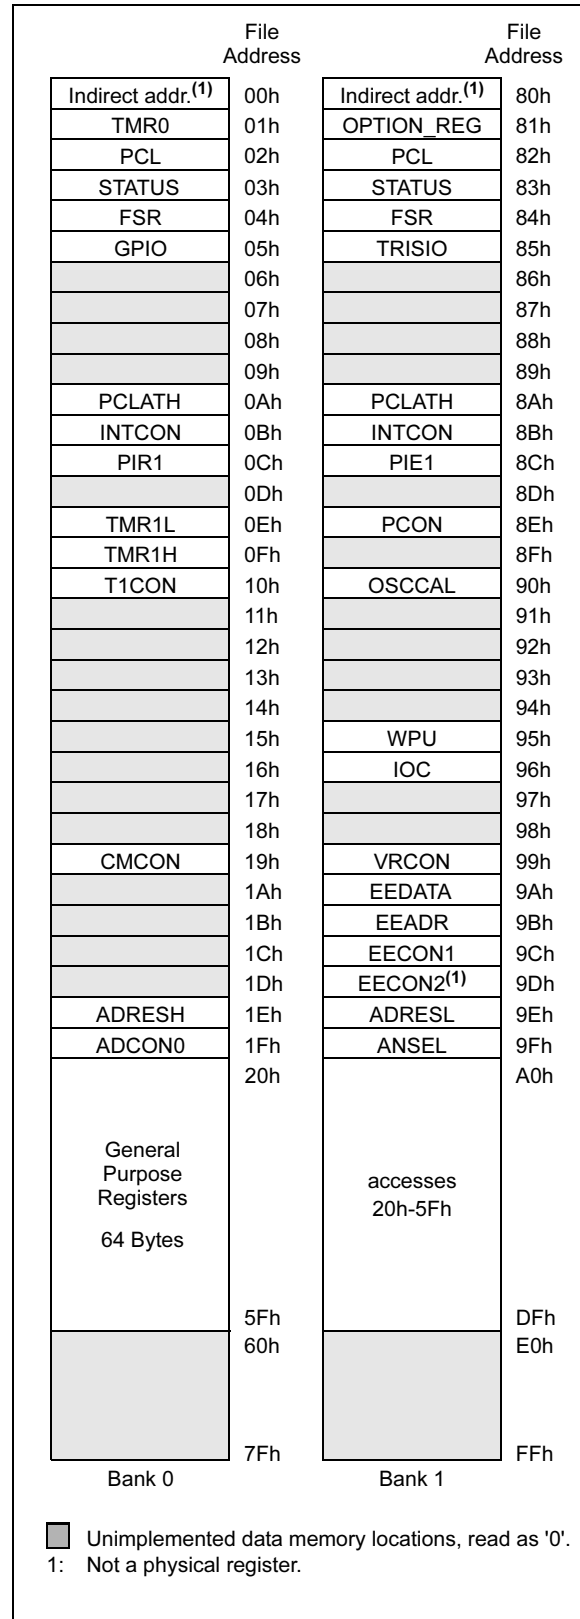 File Address File Address
Indirect addr.(1) 00h Indirect addr.(1) 80h
TMR0 01h OPTION_REG 81h
PCL 02h PCL 82h
STATUS 03h STATUS 83h
FSR 04h FSR 84h
GPIO 05h TRISIO 85h
06h 86h
07h 87h
08h 88h
09h 89h
PCLATH 0Ah PCLATH 8Ah
INTCON 0Bh INTCON 8Bh
PIR1 0Ch PIE1 8Ch
0Dh 8Dh
TMR1L 0Eh PCON 8Eh
TMR1H 0Fh 8Fh
T1CON 10h OSCCAL 90h
11h 91h
12h 92h
13h 93h
14h 94h
15h WPU 95h
16h IOC 96h
17h 97h
18h 98h
CMCON 19h VRCON 99h
1Ah EEDATA 9Ah
1Bh EEADR 9Bh
1Ch EECON1 9Ch
1Dh EECON2(1) 9Dh
ADRESH 1Eh ADRESL 9Eh
ADCON0 1Fh ANSEL 9Fh
20h A0h
General
Purpose
Registers
64 Bytes
accesses
20h-5Fh
5Fh DFh
60h E0h
7Fh FFh
Bank 0 Bank 1
Unimplemented data memory locations, read as '0'.
1: Not a physical register.